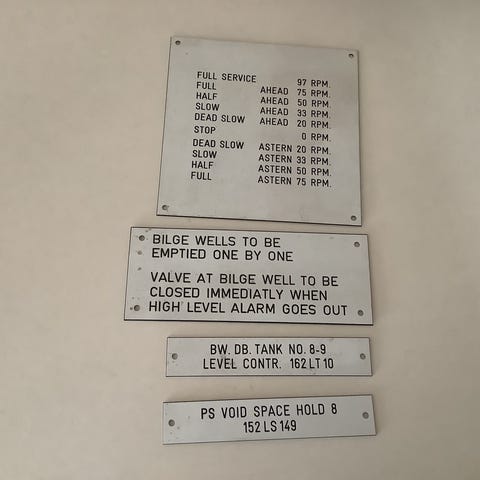 FULL SERVICE 97 RPM.
FULL AHEAD 75 RPM.
HALF AHEAD 50 RPM.
SLOW AHEAD 33 RPM.
DEAD SLOW AHEAD 20 RPM.
STOP 0 RPM.
DEAD SLOW ASTERN 20 RPM.
SLOW ASTERN 33 RPM.
HALF ASTERN 50 RPM.
FULL ASTERN 75 RPM.
BILGE WELLS TO BE
EMPTIED ONE BY ONE
VALVE AT BILGE WELL TO BE
CLOSED IMMEDIATLY WHEN
HIGH LEVEL ALARM GOES OUT
BW. DB. TANK NO. 8-9
LEVEL CONTR. 162 LT 10
PS VOID SPACE HOLD 8
152 LS 149